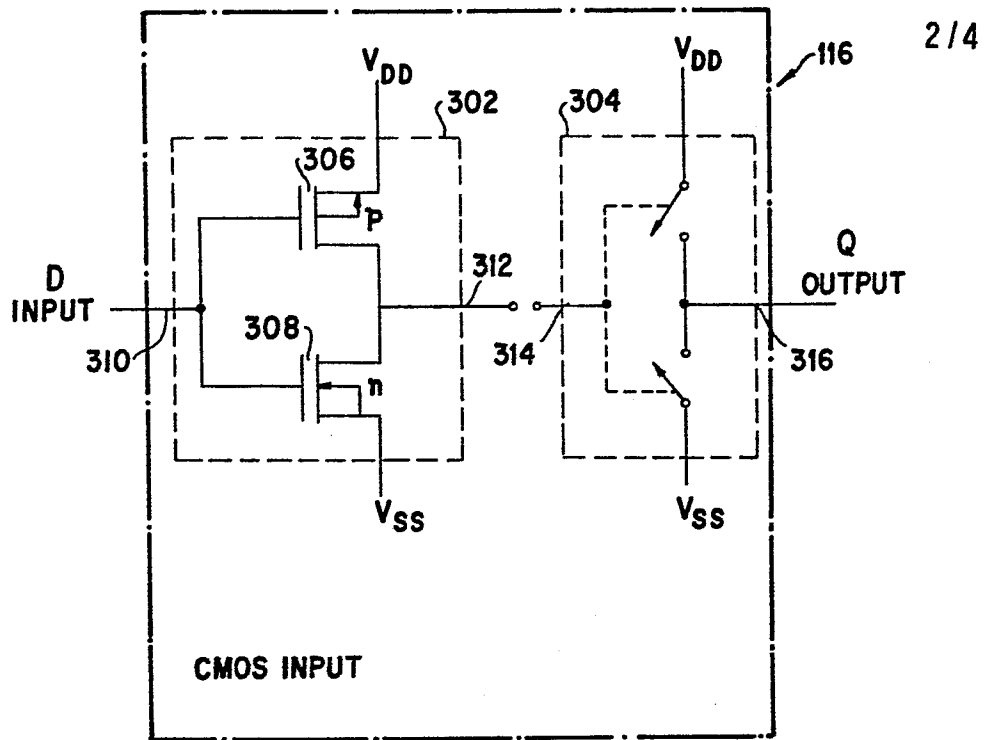 2/4
116
V_DD
V_DD
302
304
306
P
D
INPUT
312
Q
OUTPUT
310
308
n
314
316
V_SS
V_SS
CMOS INPUT